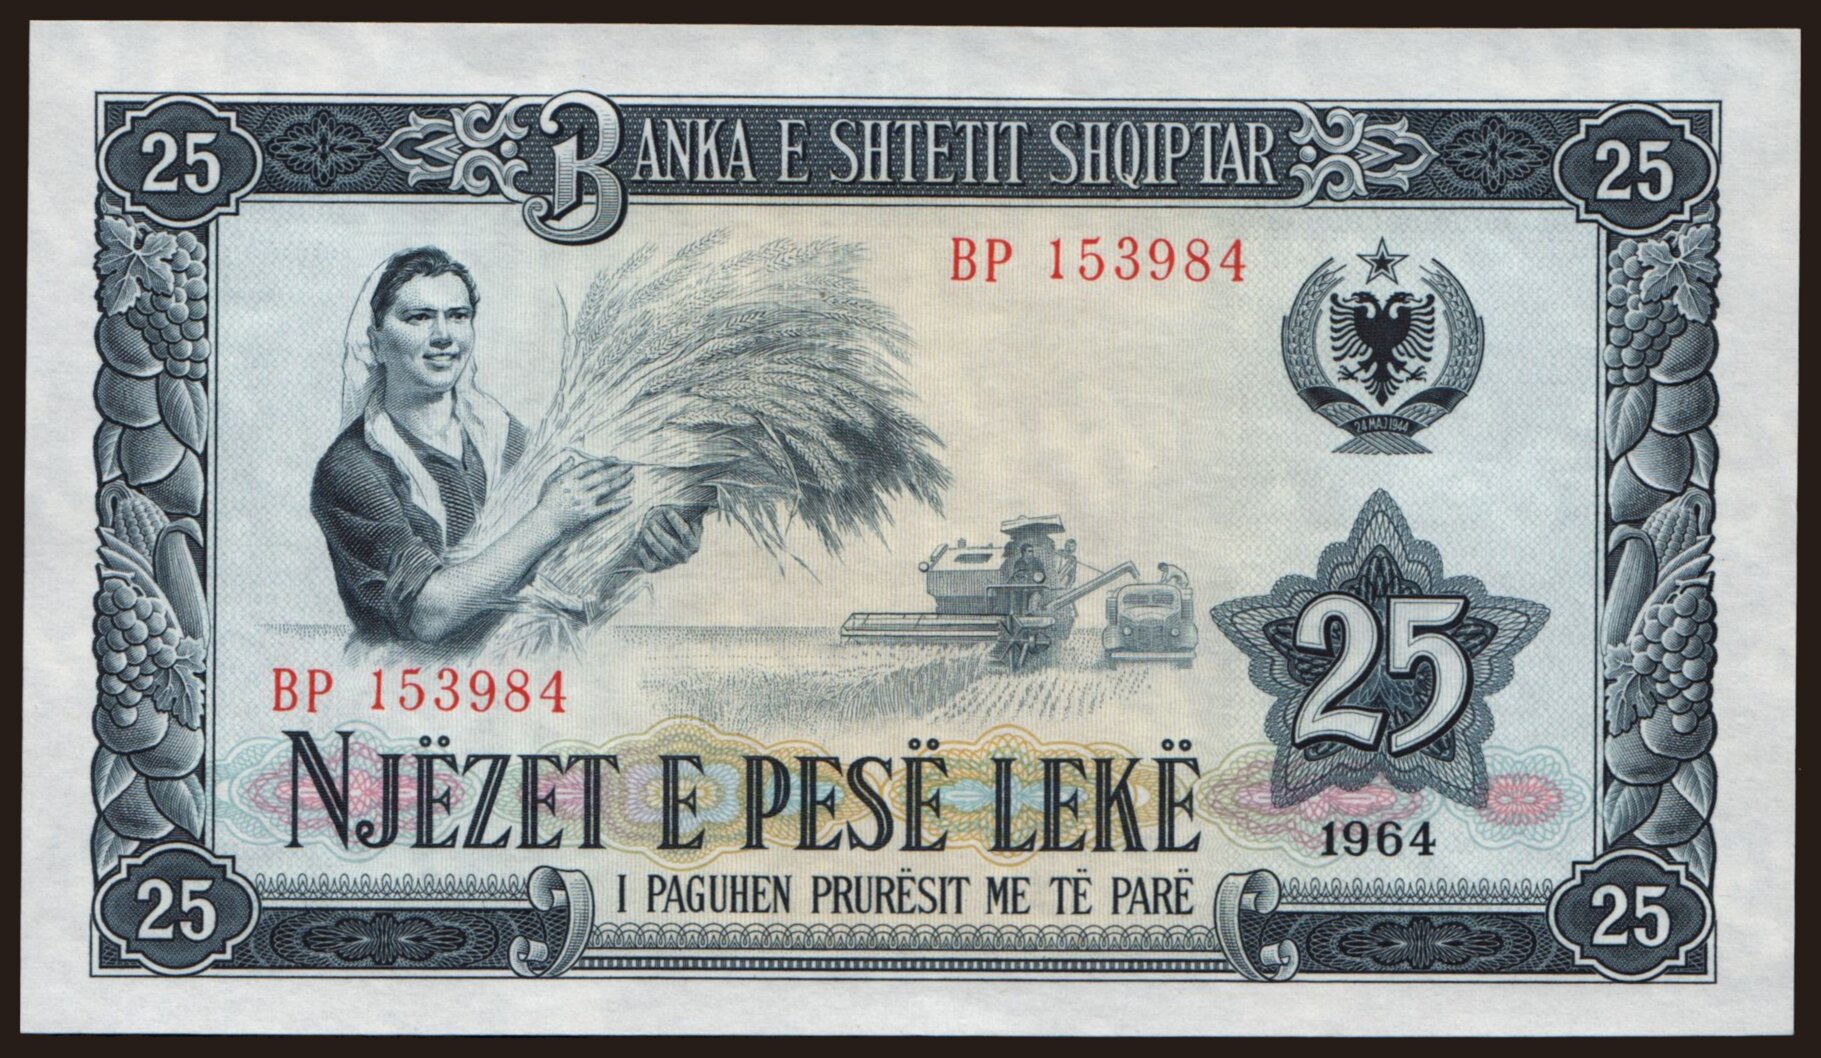 25
BANKA E SHTETIT SHQIPTAR
25
BP 153984
24 MAJ 1944
25
BP 153984
NJËZET E PESË LEKË
1964
25
I PAGUHEN PRURËSIT ME TË PARË
25